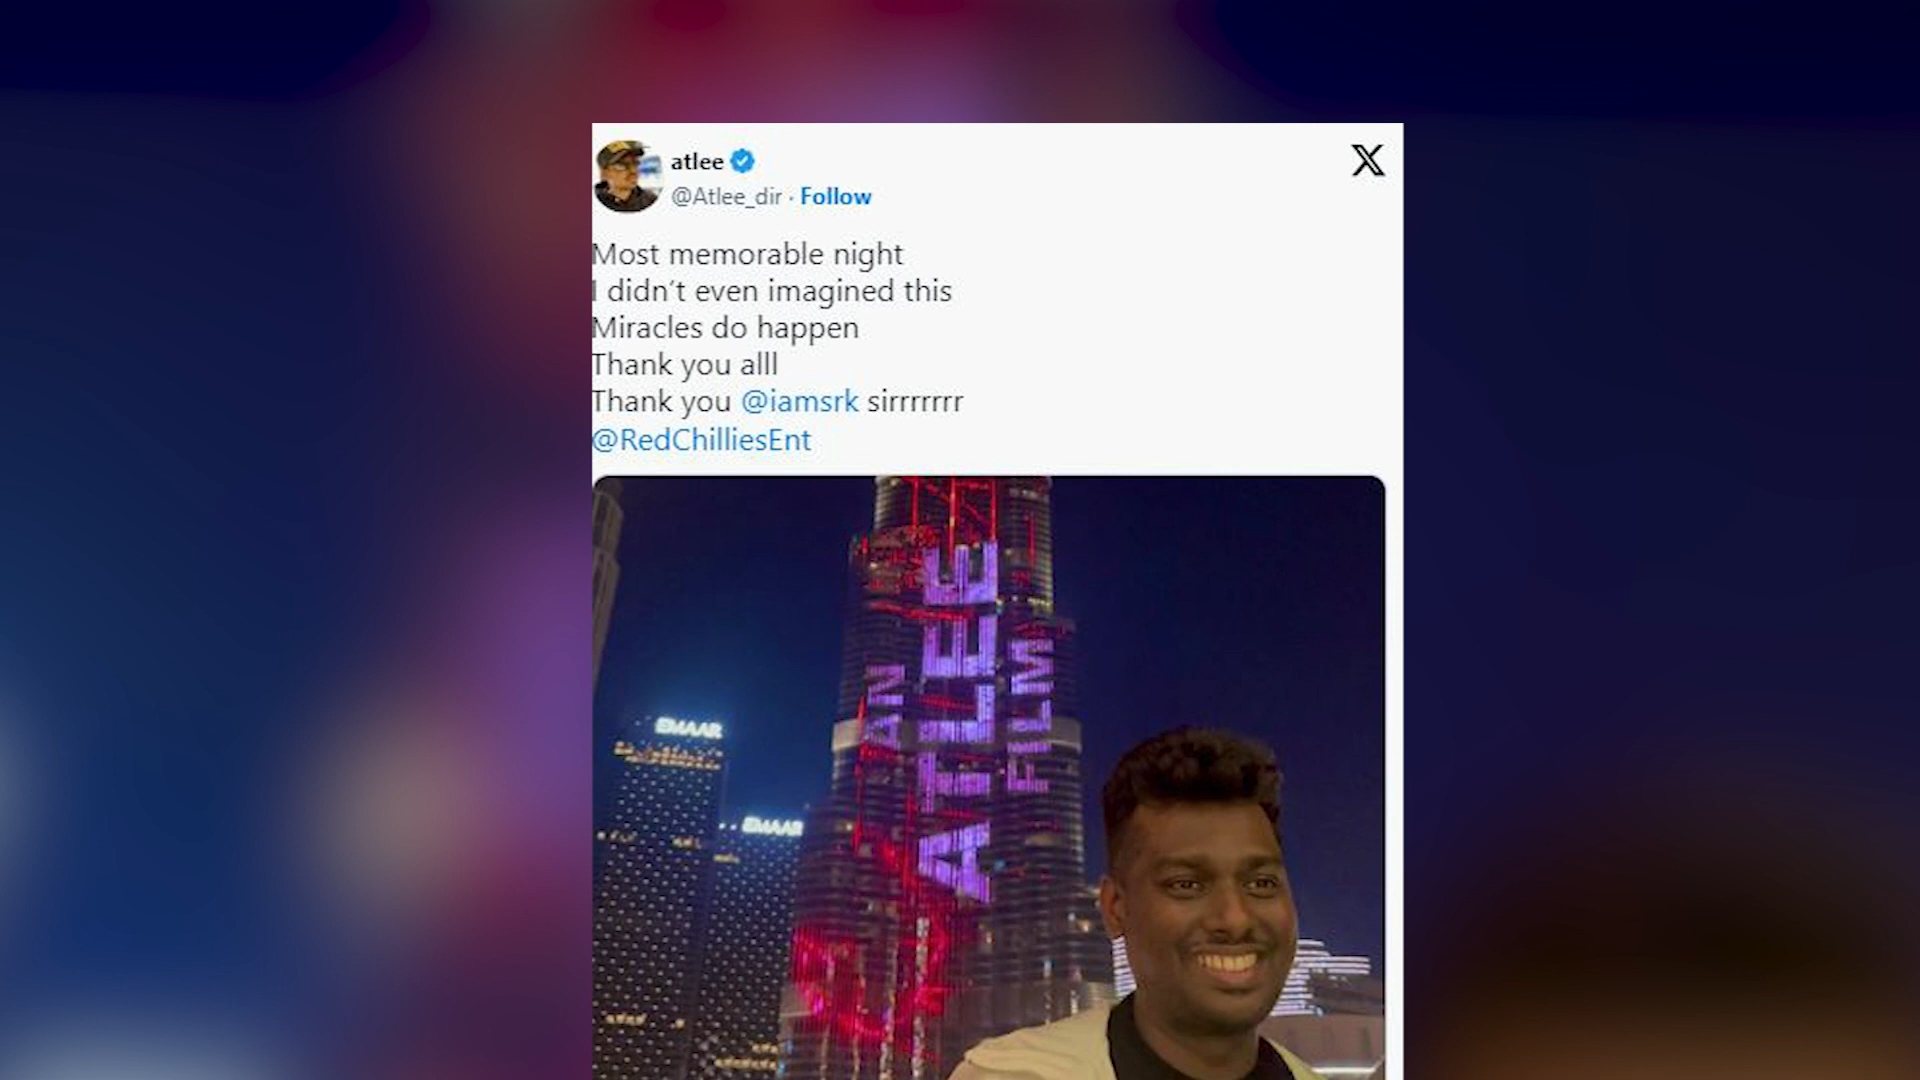 atlee
@Atlee_dir · Follow
Most memorable night
I didn't even imagined this
Miracles do happen
Thank you alll
Thank you @iamsrk sirrrrrrr
@RedChilliesEnt
AN
ATLEE
FILM
EMAAR
EMAAR